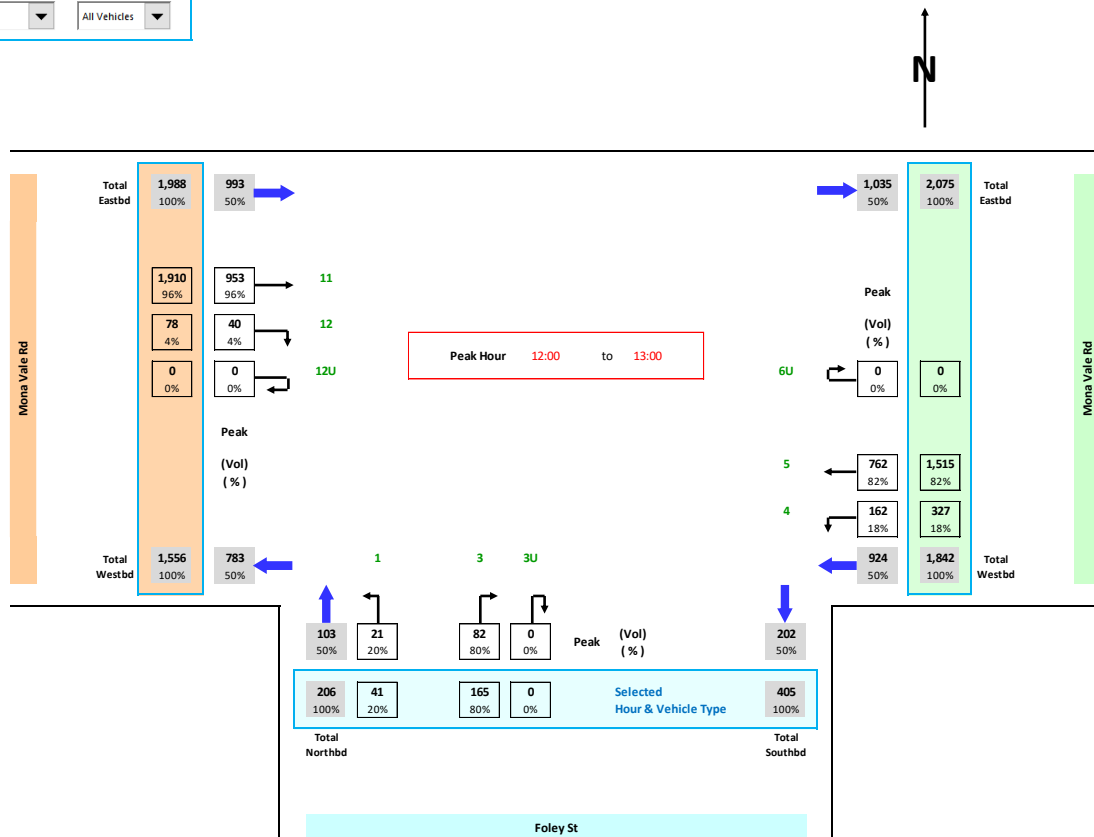 All Vehicles
N
Total
Eastbd
1,988
100%
993
50%
1,035
50%
2,075
100%
Total
Eastbd
1,910
96%
953
96%
11
78
4%
40
4%
12
0
0%
0
0%
12U
Peak
(Vol)
( % )
Peak Hour 12:00 to 13:00
Peak
(Vol)
( % )
6U
0
0%
0
0%
5
762
82%
1,515
82%
4
162
18%
327
18%
Mona Vale Rd
Mona Vale Rd
Total
Westbd
1,556
100%
783
50%
924
50%
1,842
100%
Total
Westbd
1
3
3U
103
50%
21
20%
82
80%
0
0%
Peak
(Vol)
( % )
202
50%
206
100%
41
20%
165
80%
0
0%
Selected
Hour & Vehicle Type
405
100%
Total
Northbd
Total
Southbd
Foley St